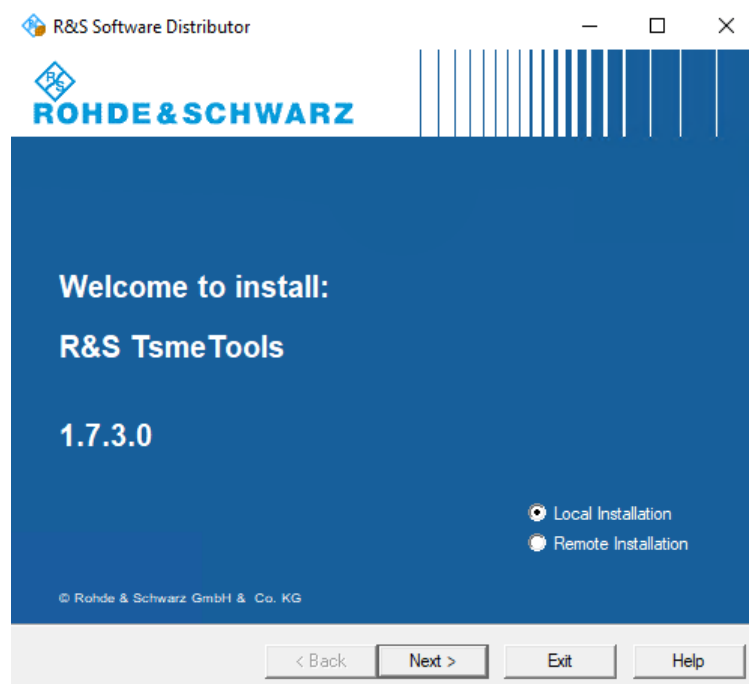 R&S Software Distributor
R&S
ROHDE&SCHWARZ
Welcome to install:
R&S TsmeTools
1.7.3.0
Local Installation
Remote Installation
© Rohde & Schwarz GmbH & Co. KG
< Back Next > Exit Help